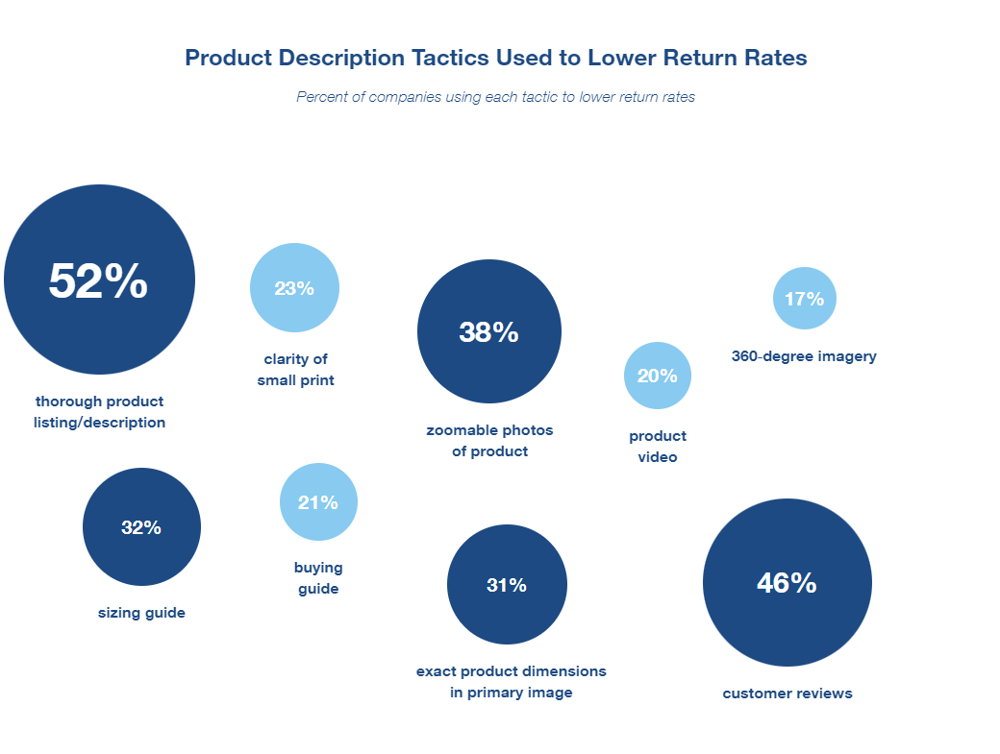 Product Description Tactics Used to Lower Return Rates
Percent of companies using each tactic to lower return rates
52%
thorough product
listing/description
23%
clarity of
small print
38%
zoomable photos
of product
20%
product
video
17%
360-degree imagery
32%
sizing guide
21%
buying
guide
31%
exact product dimensions
in primary image
46%
customer reviews